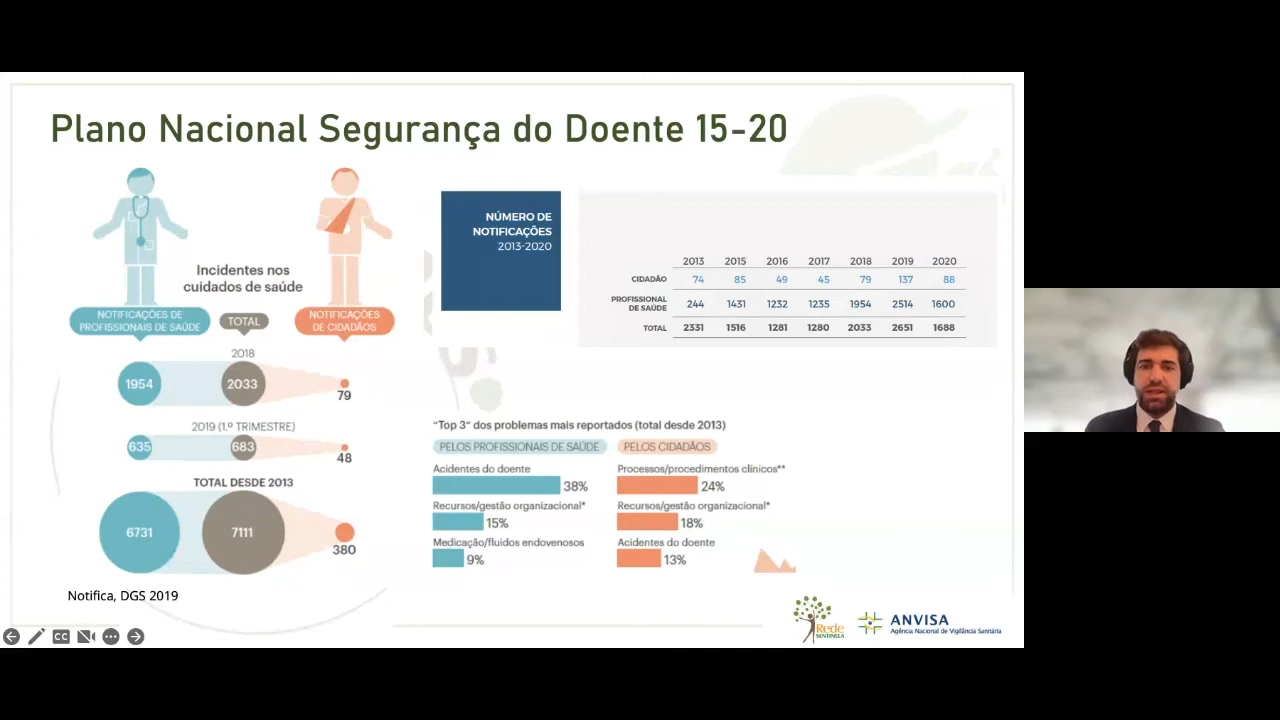 Plano Nacional Segurança do Doente 15-20
Incidentes nos
cuidados de saúde
NOTIFICAÇÕES DE
PROFISSIONAIS DE SAÚDE
TOTAL
NOTIFICAÇÕES
DE CIDADÃOS
2018
1954
2033
79
2019 (1.º TRIMESTRE)
635
683
48
TOTAL DESDE 2013
6731
7111
380
Notifica, DGS 2019
NÚMERO DE
NOTIFICAÇÕES
2013-2020
2013 2015 2016 2017 2018 2019 2020
CIDADÃO 74 85 49 45 79 137 88
PROFISSIONAL
DE SAÚDE 244 1431 1232 1235 1954 2514 1600
TOTAL 2331 1516 1281 1280 2033 2651 1688
"Top 3" dos problemas mais reportados (total desde 2013)
PELOS PROFISSIONAIS DE SAÚDE
Acidentes do doente
38%
Recursos/gestão organizacional*
15%
Medicação/fluidos endovenosos
9%
PELOS CIDADÃOS
Processos/procedimentos clínicos**
24%
Recursos/gestão organizacional*
18%
Acidentes do doente
13%
CC
Rede
SENTINELA
ANVISA
Agência Nacional de Vigilância Sanitária